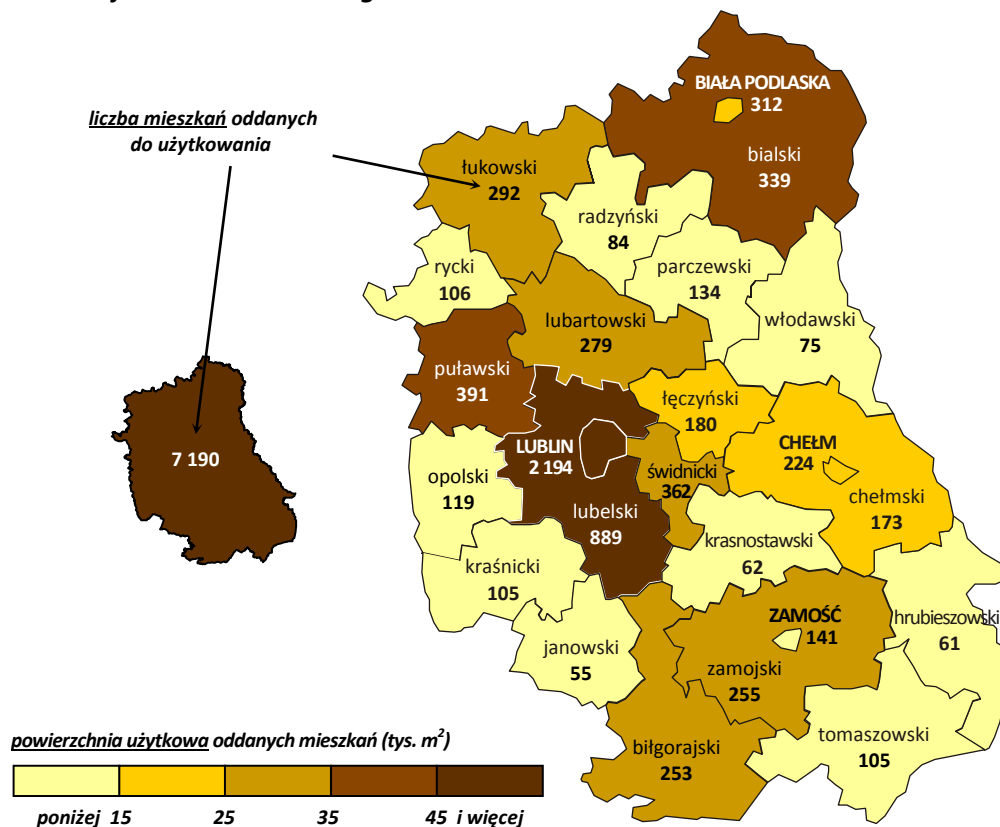 liczba mieszkań oddanych
do użytkowania
BIAŁA PODLASKA
312
bialski
339
łukowski
292
radzyński
84
parczewski
134
rycki
106
lubartowski
279
włodawski
75
puławski
391
łęczyński
180
LUBLIN
2 194
CHEŁM
224
świdnicki
362
chełmski
173
7 190
opolski
119
lubelski
889
krasnostawski
62
kraśnicki
105
ZAMOŚĆ
141
hrubieszowski
61
janowski
55
zamojski
255
tomaszowski
105
biłgorajski
253
powierzchnia użytkowa oddanych mieszkań (tys. m²)
poniżej 15 25 35 45 i więcej